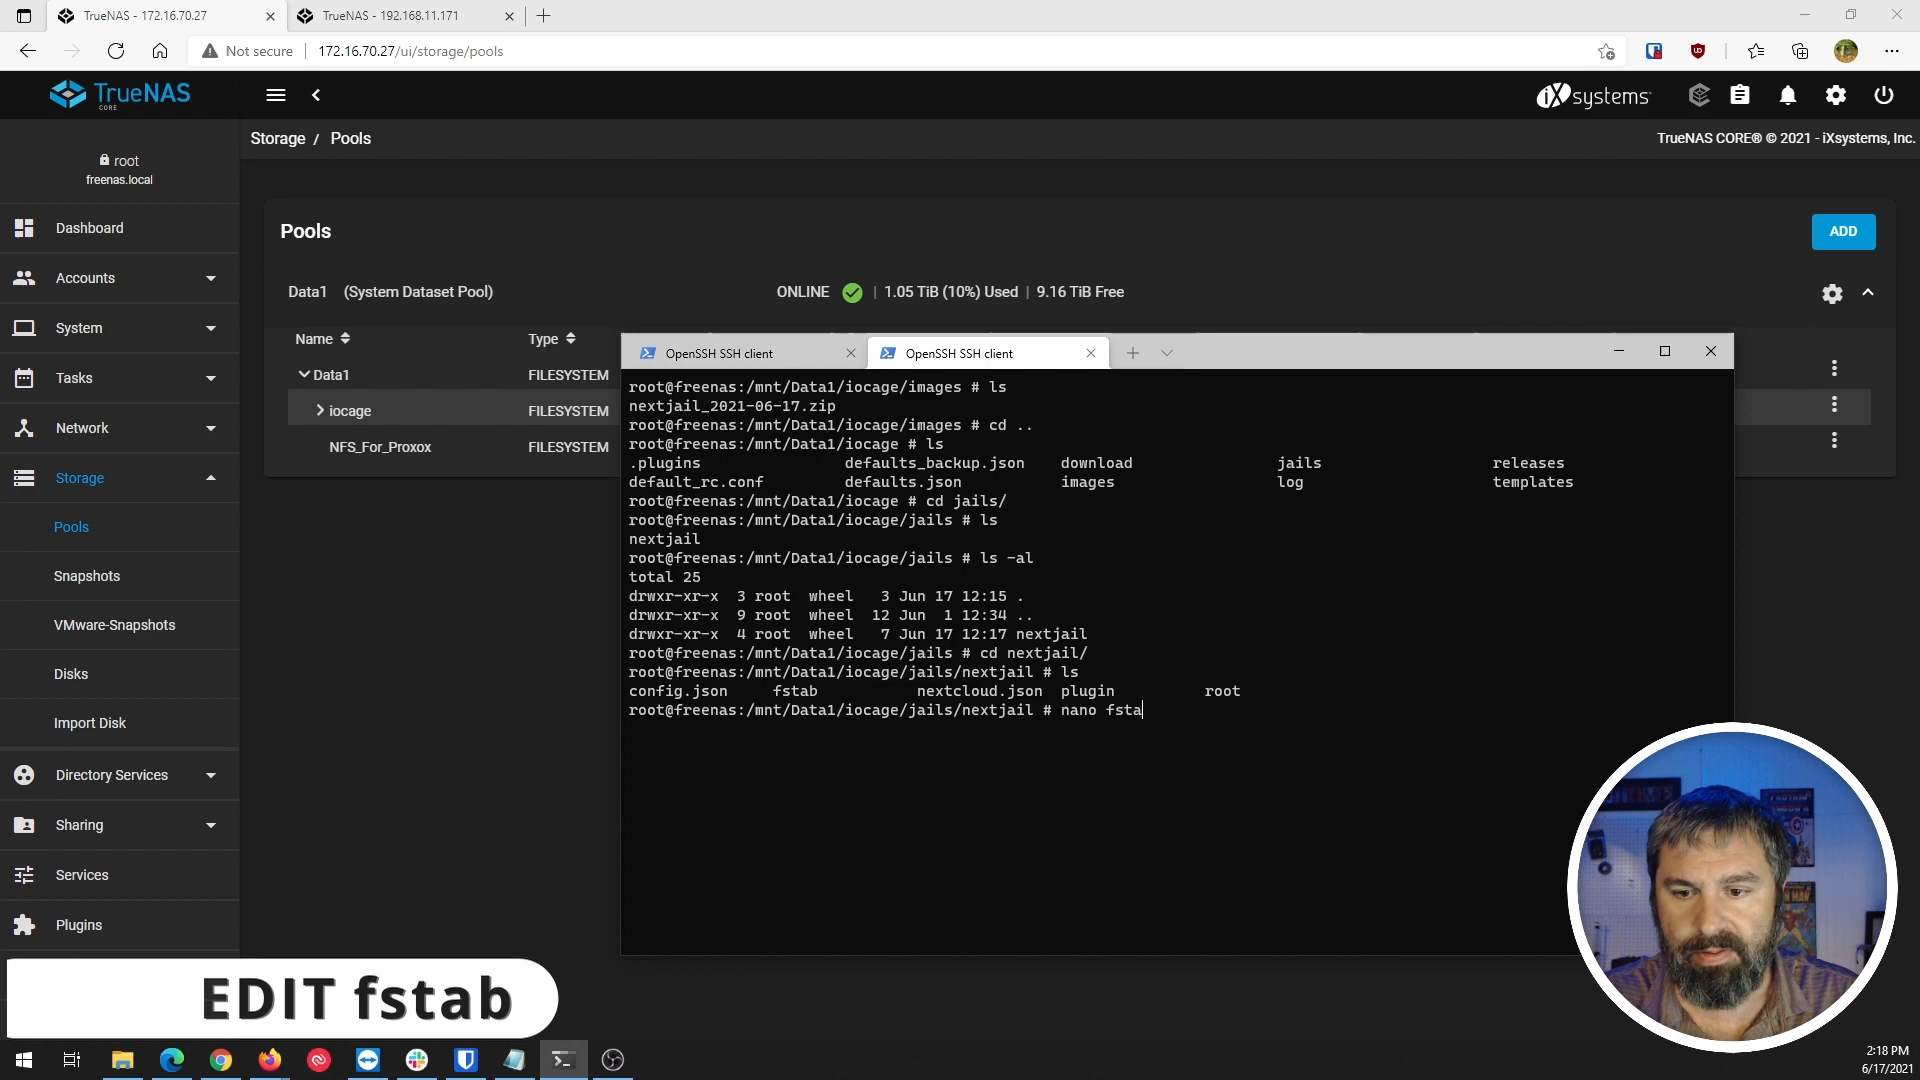 TrueNAS - 172.16.70.27
TrueNAS - 192.168.11.171
Not secure
172.16.70.27/ui/storage/pools
TrueNAS
CORE
iXsystems
Storage / Pools
TrueNAS CORE® © 2021 - iXsystems, Inc.
root
freenas.local
Dashboard
Accounts
System
Tasks
Network
Storage
Pools
Snapshots
VMware-Snapshots
Disks
Import Disk
Directory Services
Sharing
Services
Plugins
Pools
ADD
Data1 (System Dataset Pool)
ONLINE | 1.05 TiB (10%) Used | 9.16 TiB Free
Name Type
Data1 FILESYSTEM
iocage FILESYSTEM
NFS_For_Proxox FILESYSTEM
OpenSSH SSH client
OpenSSH SSH client
root@freenas:/mnt/Data1/iocage/images # ls
nextjail_2021-06-17.zip
root@freenas:/mnt/Data1/iocage/images # cd ..
root@freenas:/mnt/Data1/iocage # ls
.plugins defaults_backup.json download jails releases
default_rc.conf defaults.json images log templates
root@freenas:/mnt/Data1/iocage # cd jails/
root@freenas:/mnt/Data1/iocage/jails # ls
nextjail
root@freenas:/mnt/Data1/iocage/jails # ls -al
total 25
drwxr-xr-x 3 root wheel 3 Jun 17 12:15 .
drwxr-xr-x 9 root wheel 12 Jun 1 12:34 ..
drwxr-xr-x 4 root wheel 7 Jun 17 12:17 nextjail
root@freenas:/mnt/Data1/iocage/jails # cd nextjail/
root@freenas:/mnt/Data1/iocage/jails/nextjail # ls
config.json fstab nextcloud.json plugin root
root@freenas:/mnt/Data1/iocage/jails/nextjail # nano fsta
EDIT fstab
2:18 PM
6/17/2021